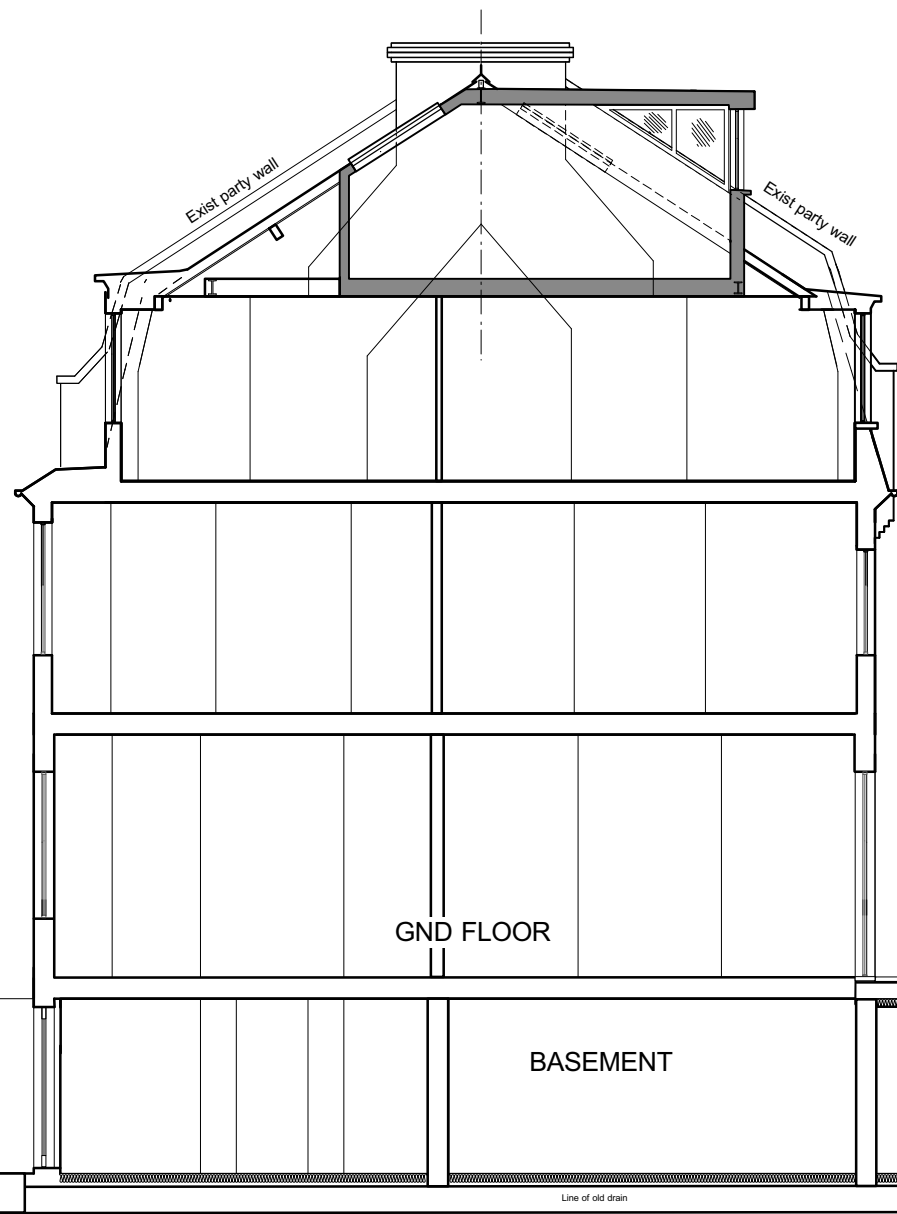 Exist party wall
Exist party wall
GND FLOOR
BASEMENT
Line of old drain